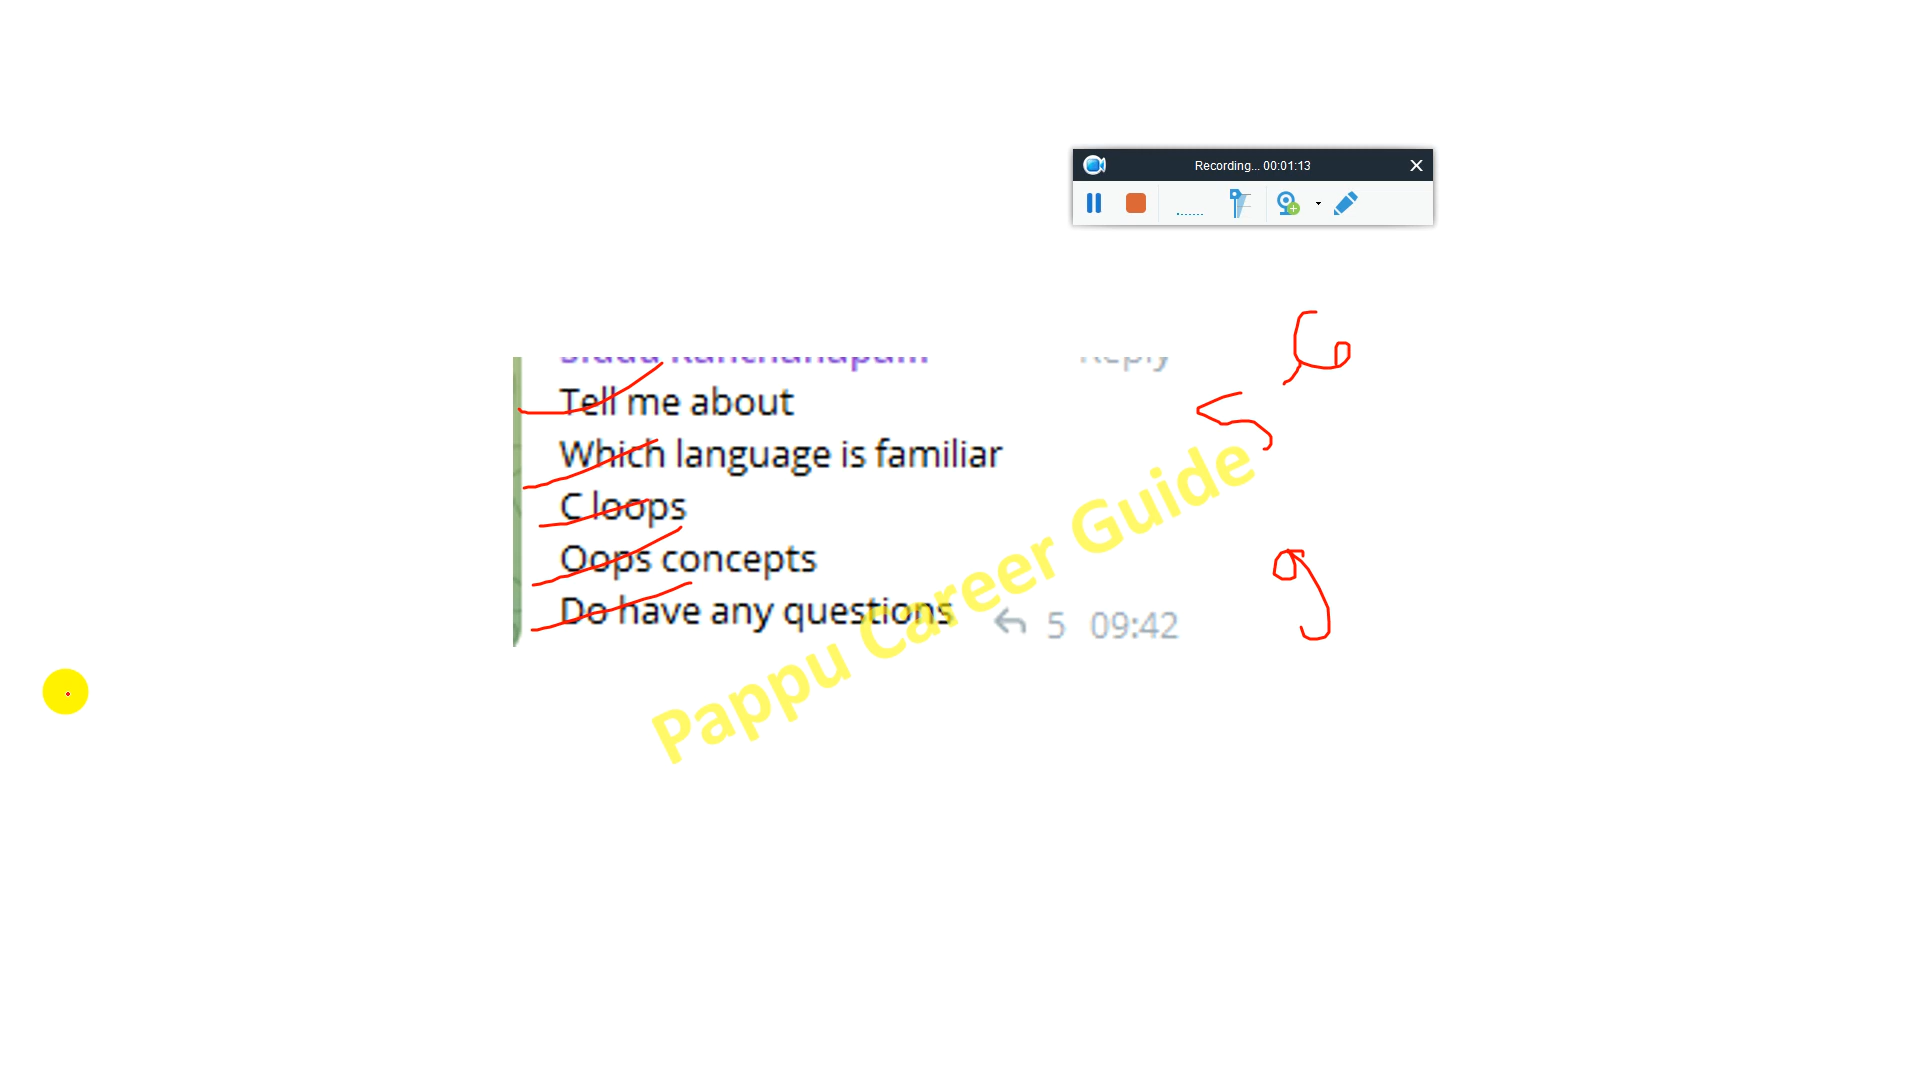 Recording... 00:01:13
Reply
Tell me about
Which language is familiar
C loops
Oops concepts
Do have any questions
5 09:42
Pappu Career Guide
6
5
9